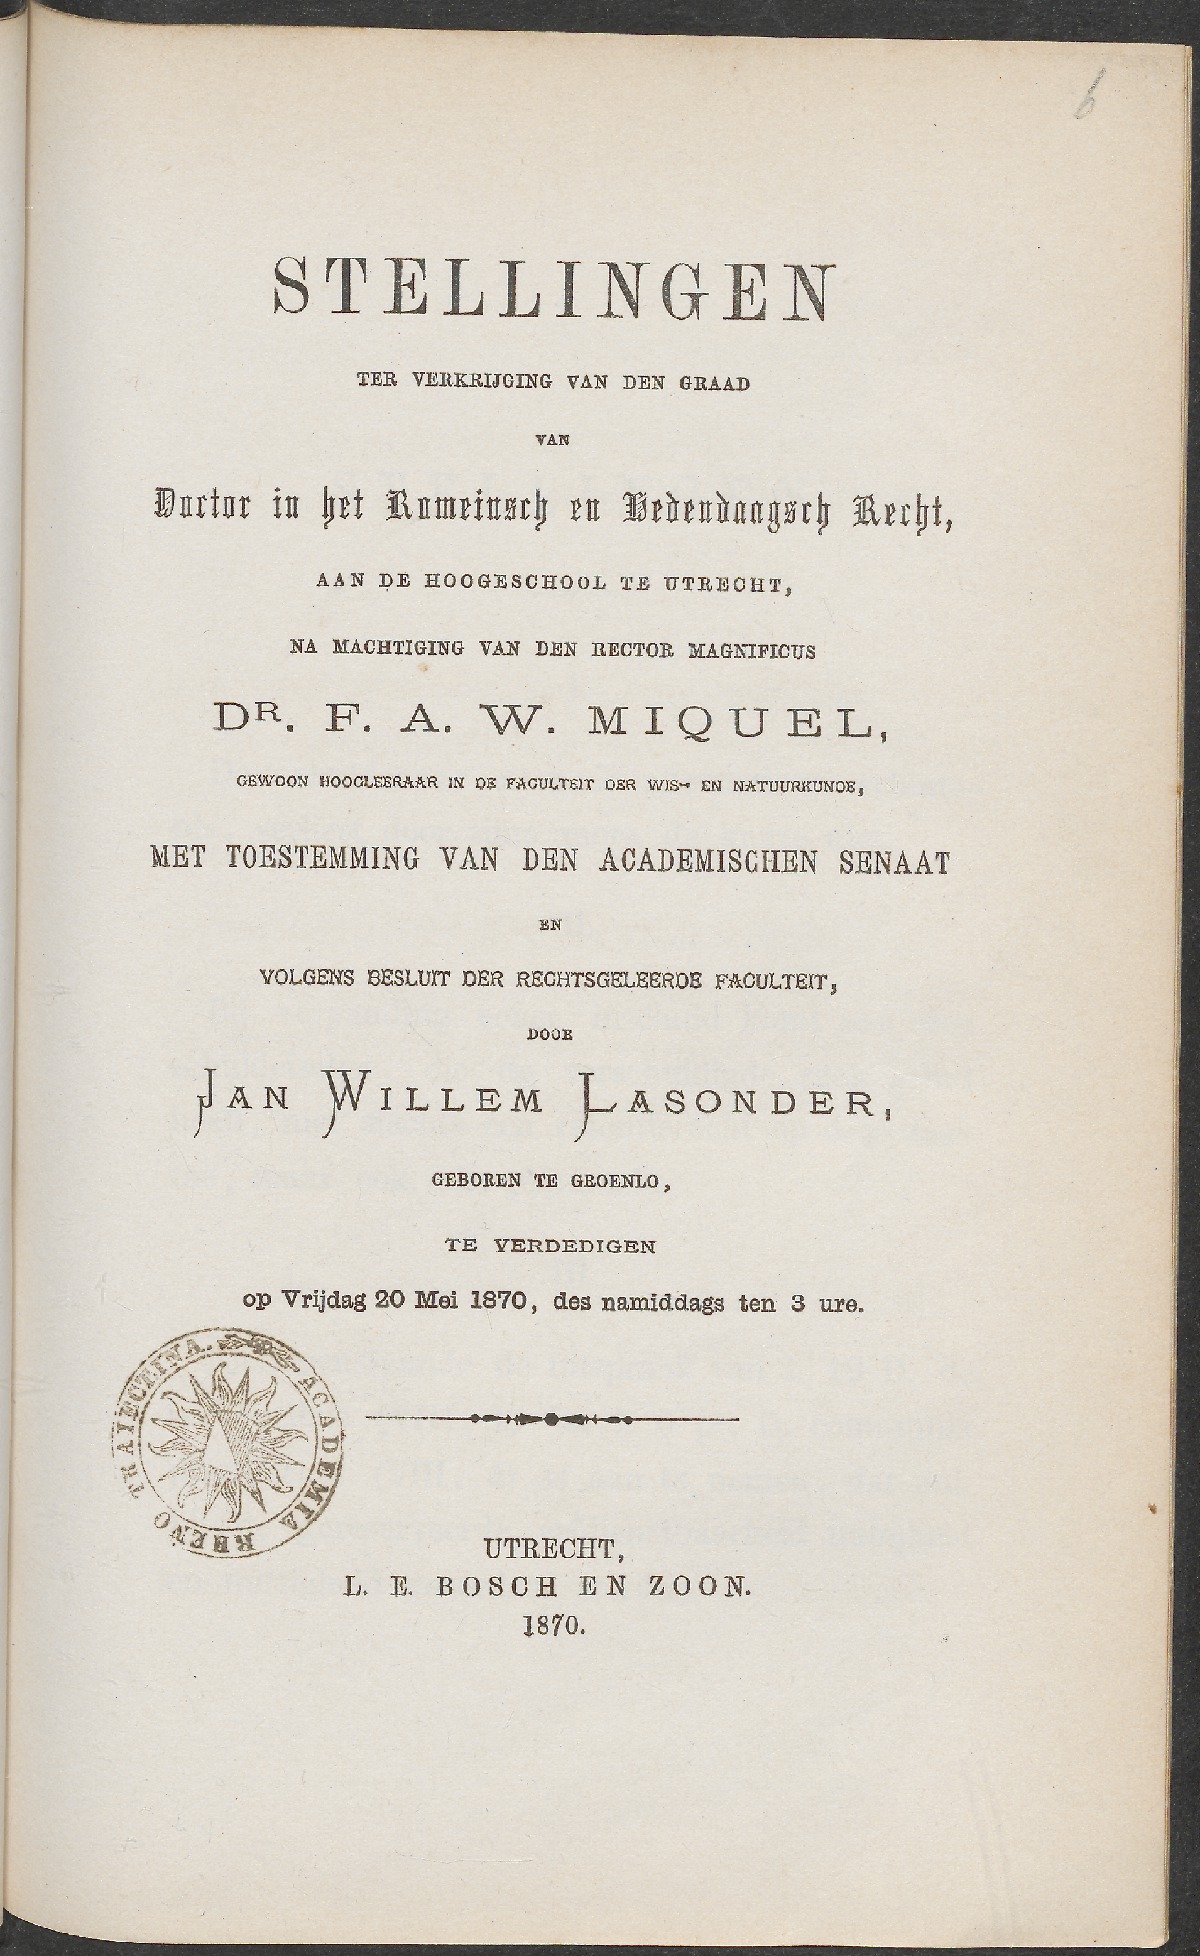 6
STELLINGEN
TER VERKRIJGING VAN DEN GRAAD
VAN
Doctor in het Romeinsch en Hedendaagsch Recht,
AAN DE HOOGESCHOOL TE UTRECHT,
NA MACHTIGING VAN DEN RECTOR MAGNIFICUS
DR. F. A. W. MIQUEL,
GEWOON HOOGLEERAAR IN DE FACULTEIT DER WIS- EN NATUURKUNDE,
MET TOESTEMMING VAN DEN ACADEMISCHEN SENAAT
EN
VOLGENS BESLUIT DER RECHTSGELEERDE FACULTEIT,
DOOR
JAN WILLEM LASONDER,
GEBOREN TE GROENLO,
TE VERDEDIGEN
op Vrijdag 20 Mei 1870, des namiddags ten 3 ure.
ACADEMIA RHENO TRAIECTINA.
UTRECHT,
L. E. BOSCH EN ZOON.
1870.